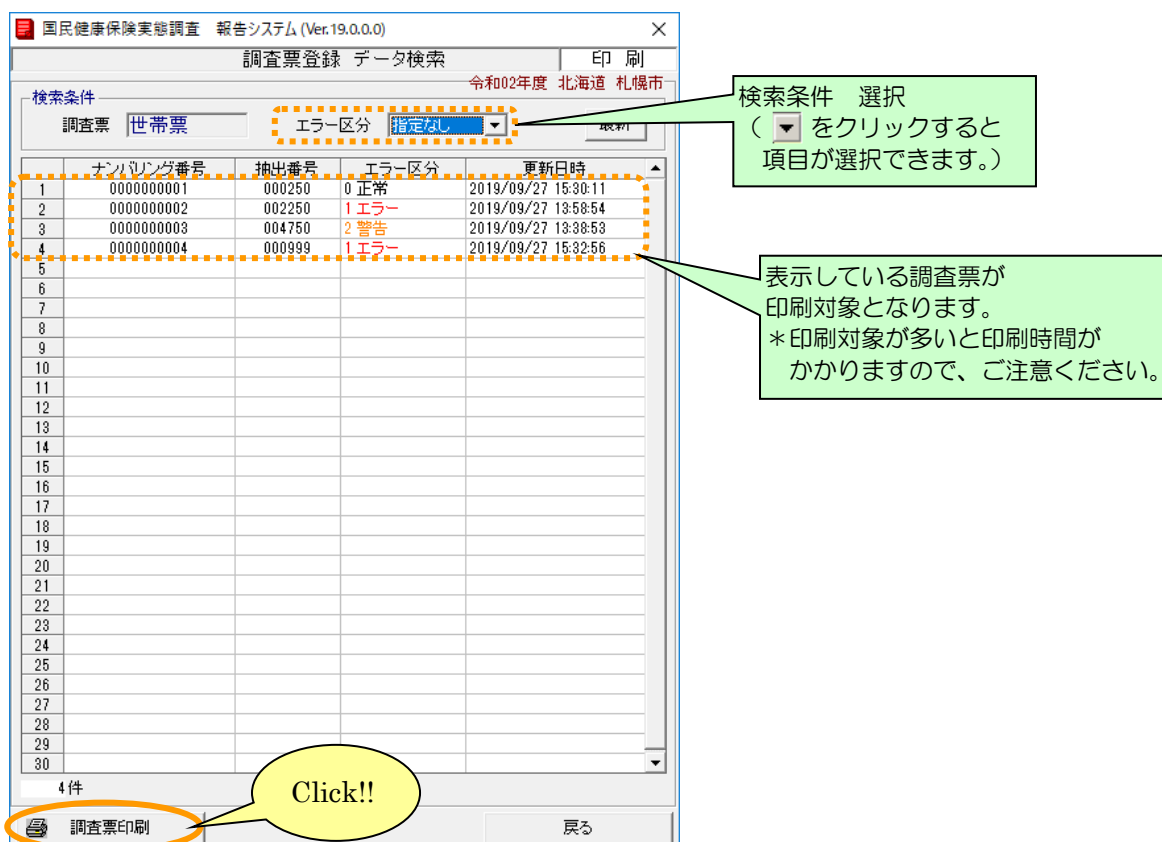 国民健康保険実態調査　報告システム (Ver.19.0.0.0)
調査票登録 データ検索
印 刷
令和02年度 北海道 札幌市
検索条件
調査票 世帯票 エラー区分 指定なし 最新
ナンバリング番号 抽出番号 エラー区分 更新日時
1 0000000001 000250 0 正常 2019/09/27 15:30:11
2 0000000002 002250 1 エラー 2019/09/27 13:58:54
3 0000000003 004750 2 警告 2019/09/27 13:38:53
4 0000000004 000999 1 エラー 2019/09/27 15:32:56
5
6
7
8
9
10
11
12
13
14
15
16
17
18
19
20
21
22
23
24
25
26
27
28
29
30
4件
調査票印刷
戻る
Click!!
検索条件　選択
（ ▼ をクリックすると
項目が選択できます。）
表示している調査票が
印刷対象となります。
＊印刷対象が多いと印刷時間が
かかりますので、ご注意ください。